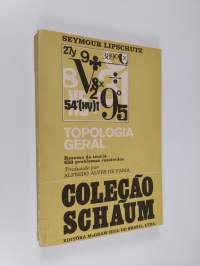 SEYMOUR LIPSCHUTZ
TOPOLOGIA
GERAL
Resumo da teoria
650 problemas resolvidos
Traduzido por
ALFREDO ALVES DE FARIA
COLEÇÃO
SCHAUM
EDITÔRA McGRAW-HILL DO BRASIL, LTDA.